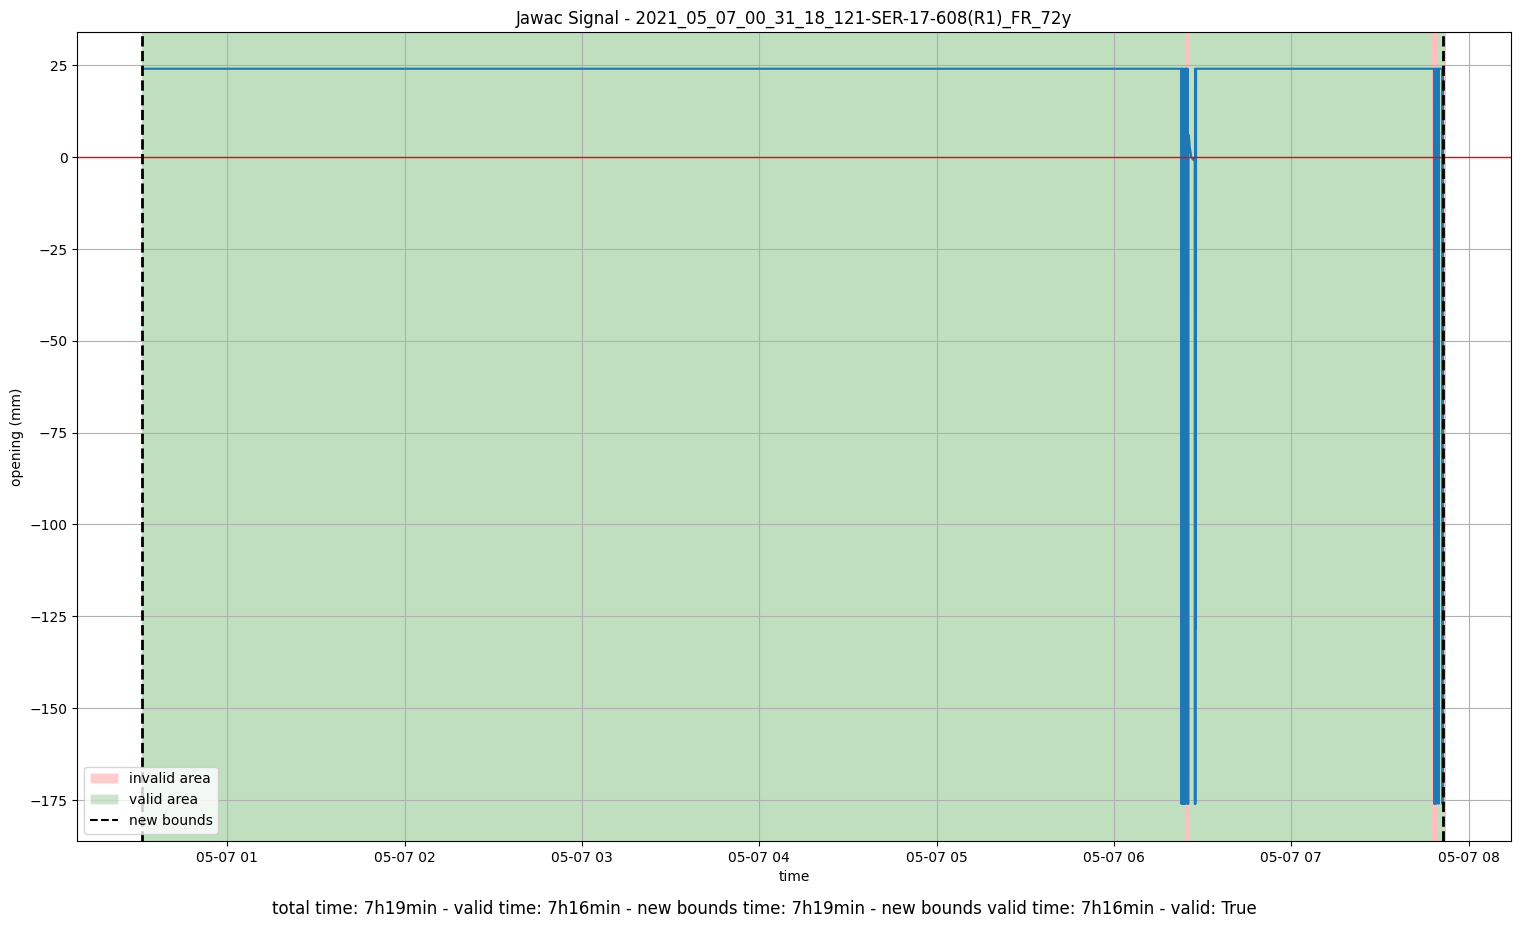 Jawac Signal - 2021_05_07_00_31_18_121-SER-17-608(R1)_FR_72y
opening (mm)
25
0
−25
−50
−75
−100
−125
−150
−175
invalid area
valid area
new bounds
05-07 01 05-07 02 05-07 03 05-07 04 05-07 05 05-07 06 05-07 07 05-07 08
time
total time: 7h19min - valid time: 7h16min - new bounds time: 7h19min - new bounds valid time: 7h16min - valid: True